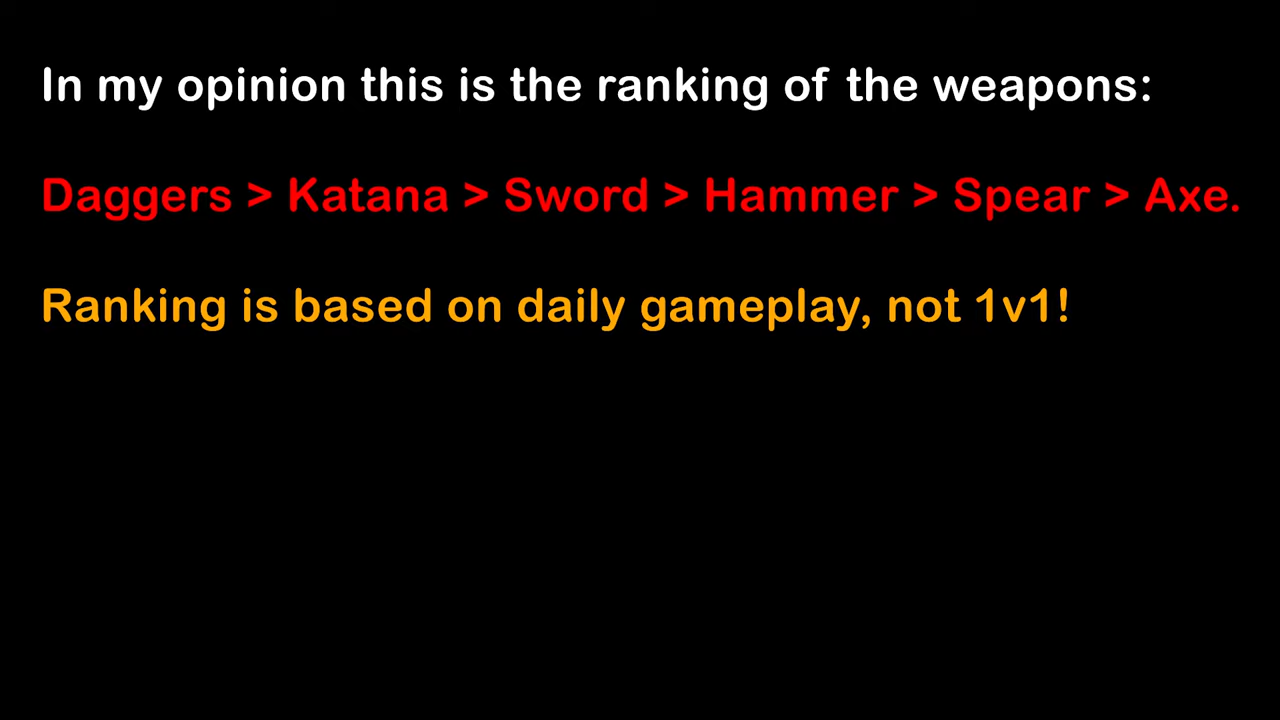 In my opinion this is the ranking of the weapons:
Daggers > Katana > Sword > Hammer > Spear > Axe.
Ranking is based on daily gameplay, not 1v1!